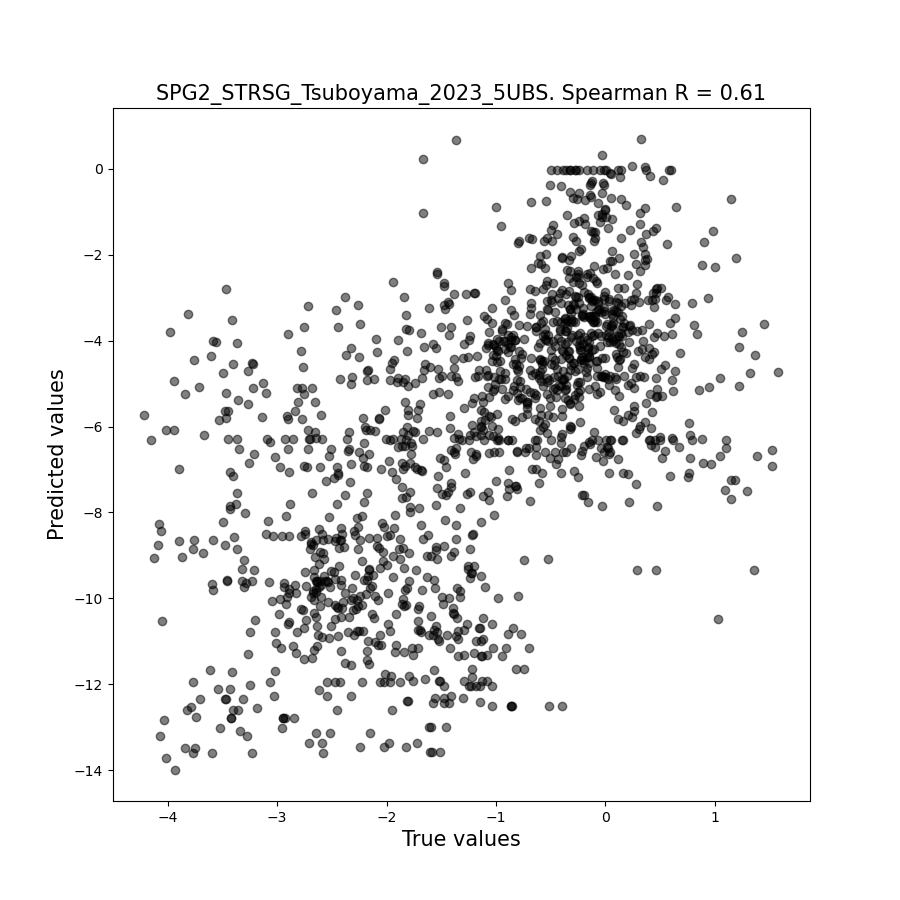 SPG2_STRSG_Tsuboyama_2023_5UBS. Spearman R = 0.61
Predicted values
0
−2
−4
−6
−8
−10
−12
−14
−4 −3 −2 −1 0 1
True values